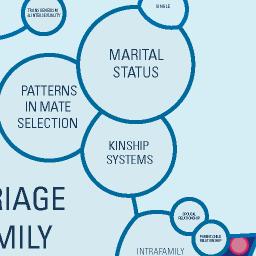 TRANSGENDERISM
& INTERSEXUALITY
SINGLE
MARITAL
STATUS
PATTERNS
IN MATE
SELECTION
KINSHIP
SYSTEMS
RIAGE
MILY
SPOUSAL
RELATIONSHIP
PARENT-CHILD
RELATIONSHIP
INTRAFAMILY